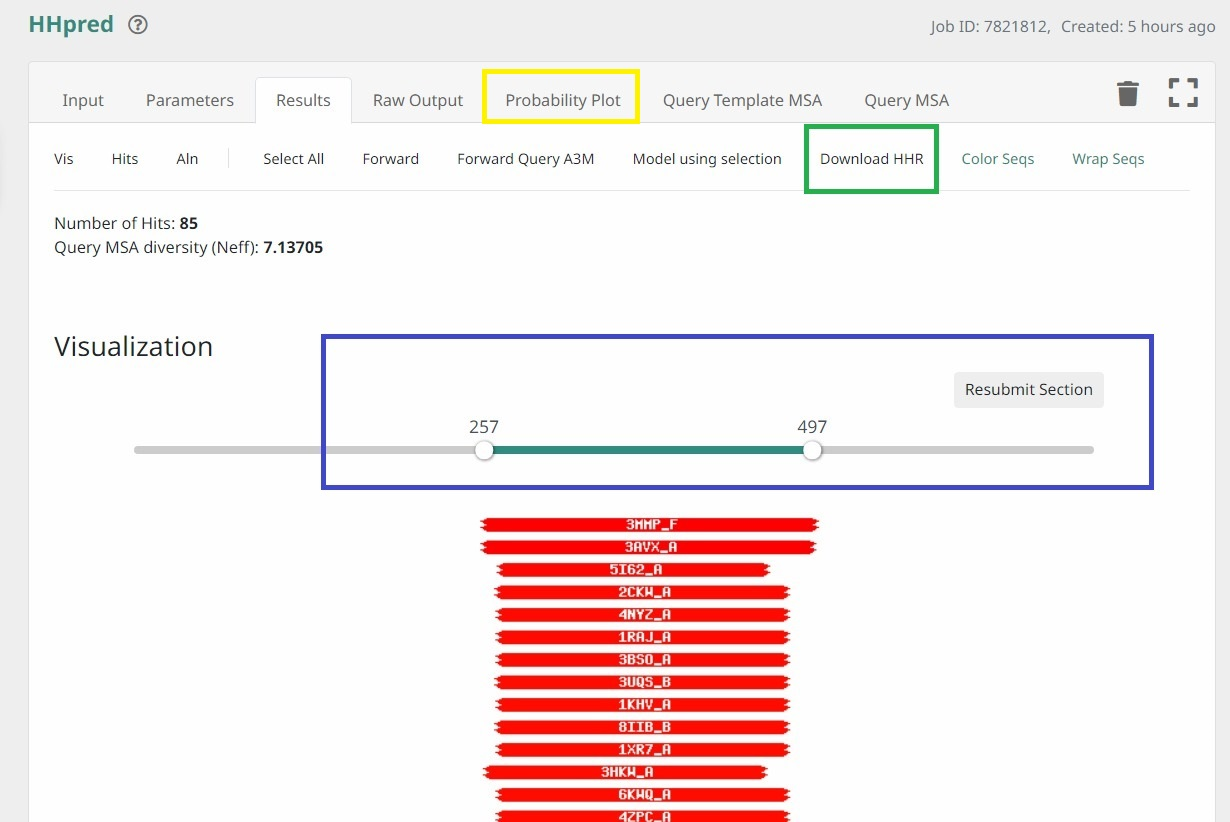 HHpred
Job ID: 7821812, Created: 5 hours ago
Input Parameters Results Raw Output Probability Plot Query Template MSA Query MSA
Vis Hits Aln Select All Forward Forward Query A3M Model using selection Download HHR Color Seqs Wrap Seqs
Number of Hits: 85
Query MSA diversity (Neff): 7.13705
Visualization
Resubmit Section
257 497
3MMP_F
3AVX_A
5I62_A
2CKW_A
4NYZ_A
1RAJ_A
3BSO_A
3UQS_B
1KHV_A
8IIB_B
1XR7_A
3HKW_A
6KWQ_A
4ZPC_A